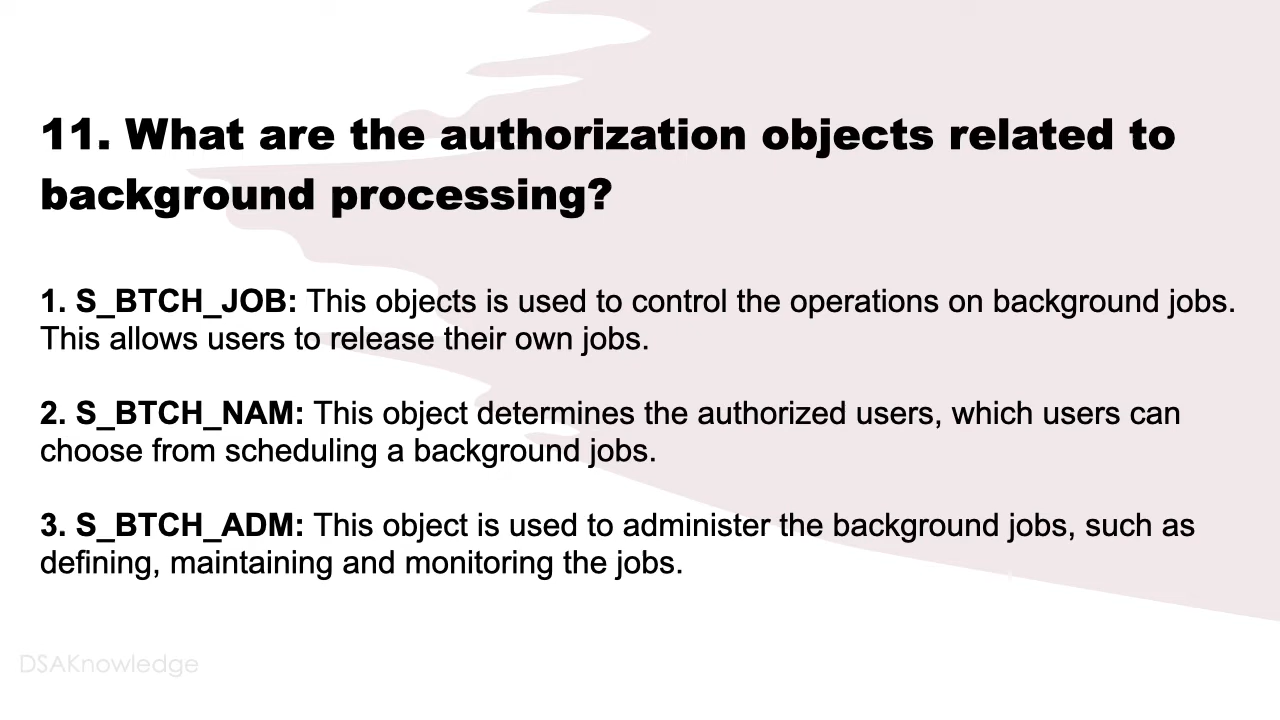 11. What are the authorization objects related to
background processing?
1. S_BTCH_JOB: This objects is used to control the operations on background jobs.
This allows users to release their own jobs.
2. S_BTCH_NAM: This object determines the authorized users, which users can
choose from scheduling a background jobs.
3. S_BTCH_ADM: This object is used to administer the background jobs, such as
defining, maintaining and monitoring the jobs.
DSAKnowledge